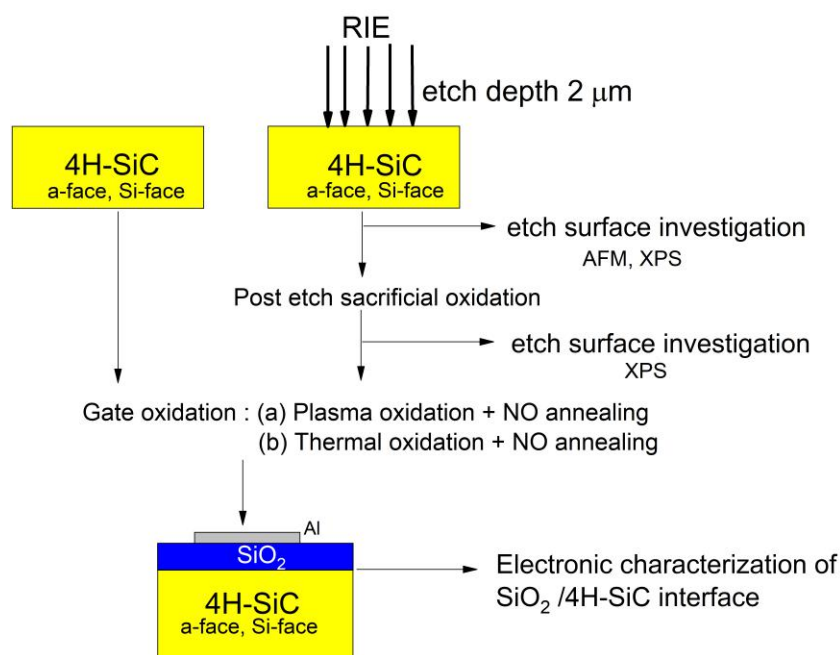 RIE
etch depth 2 μm
4H-SiC
a-face, Si-face
4H-SiC
a-face, Si-face
etch surface investigation
AFM, XPS
Post etch sacrificial oxidation
etch surface investigation
XPS
Gate oxidation : (a) Plasma oxidation + NO annealing
(b) Thermal oxidation + NO annealing
Al
SiO₂
4H-SiC
a-face, Si-face
Electronic characterization of
SiO₂ /4H-SiC interface